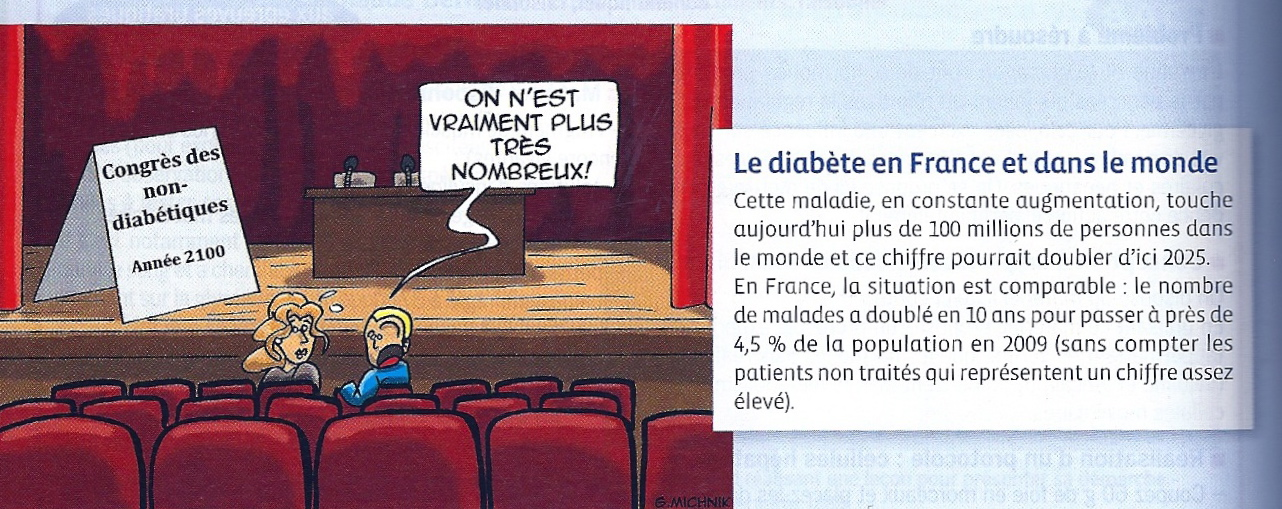 Congrès des
non-
diabétiques
Année 2100
ON N'EST
VRAIMENT PLUS
TRÈS
NOMBREUX!
G.MICHNIK
Le diabète en France et dans le monde
Cette maladie, en constante augmentation, touche
aujourd'hui plus de 100 millions de personnes dans
le monde et ce chiffre pourrait doubler d'ici 2025.
En France, la situation est comparable : le nombre
de malades a doublé en 10 ans pour passer à près de
4,5 % de la population en 2009 (sans compter les
patients non traités qui représentent un chiffre assez
élevé).